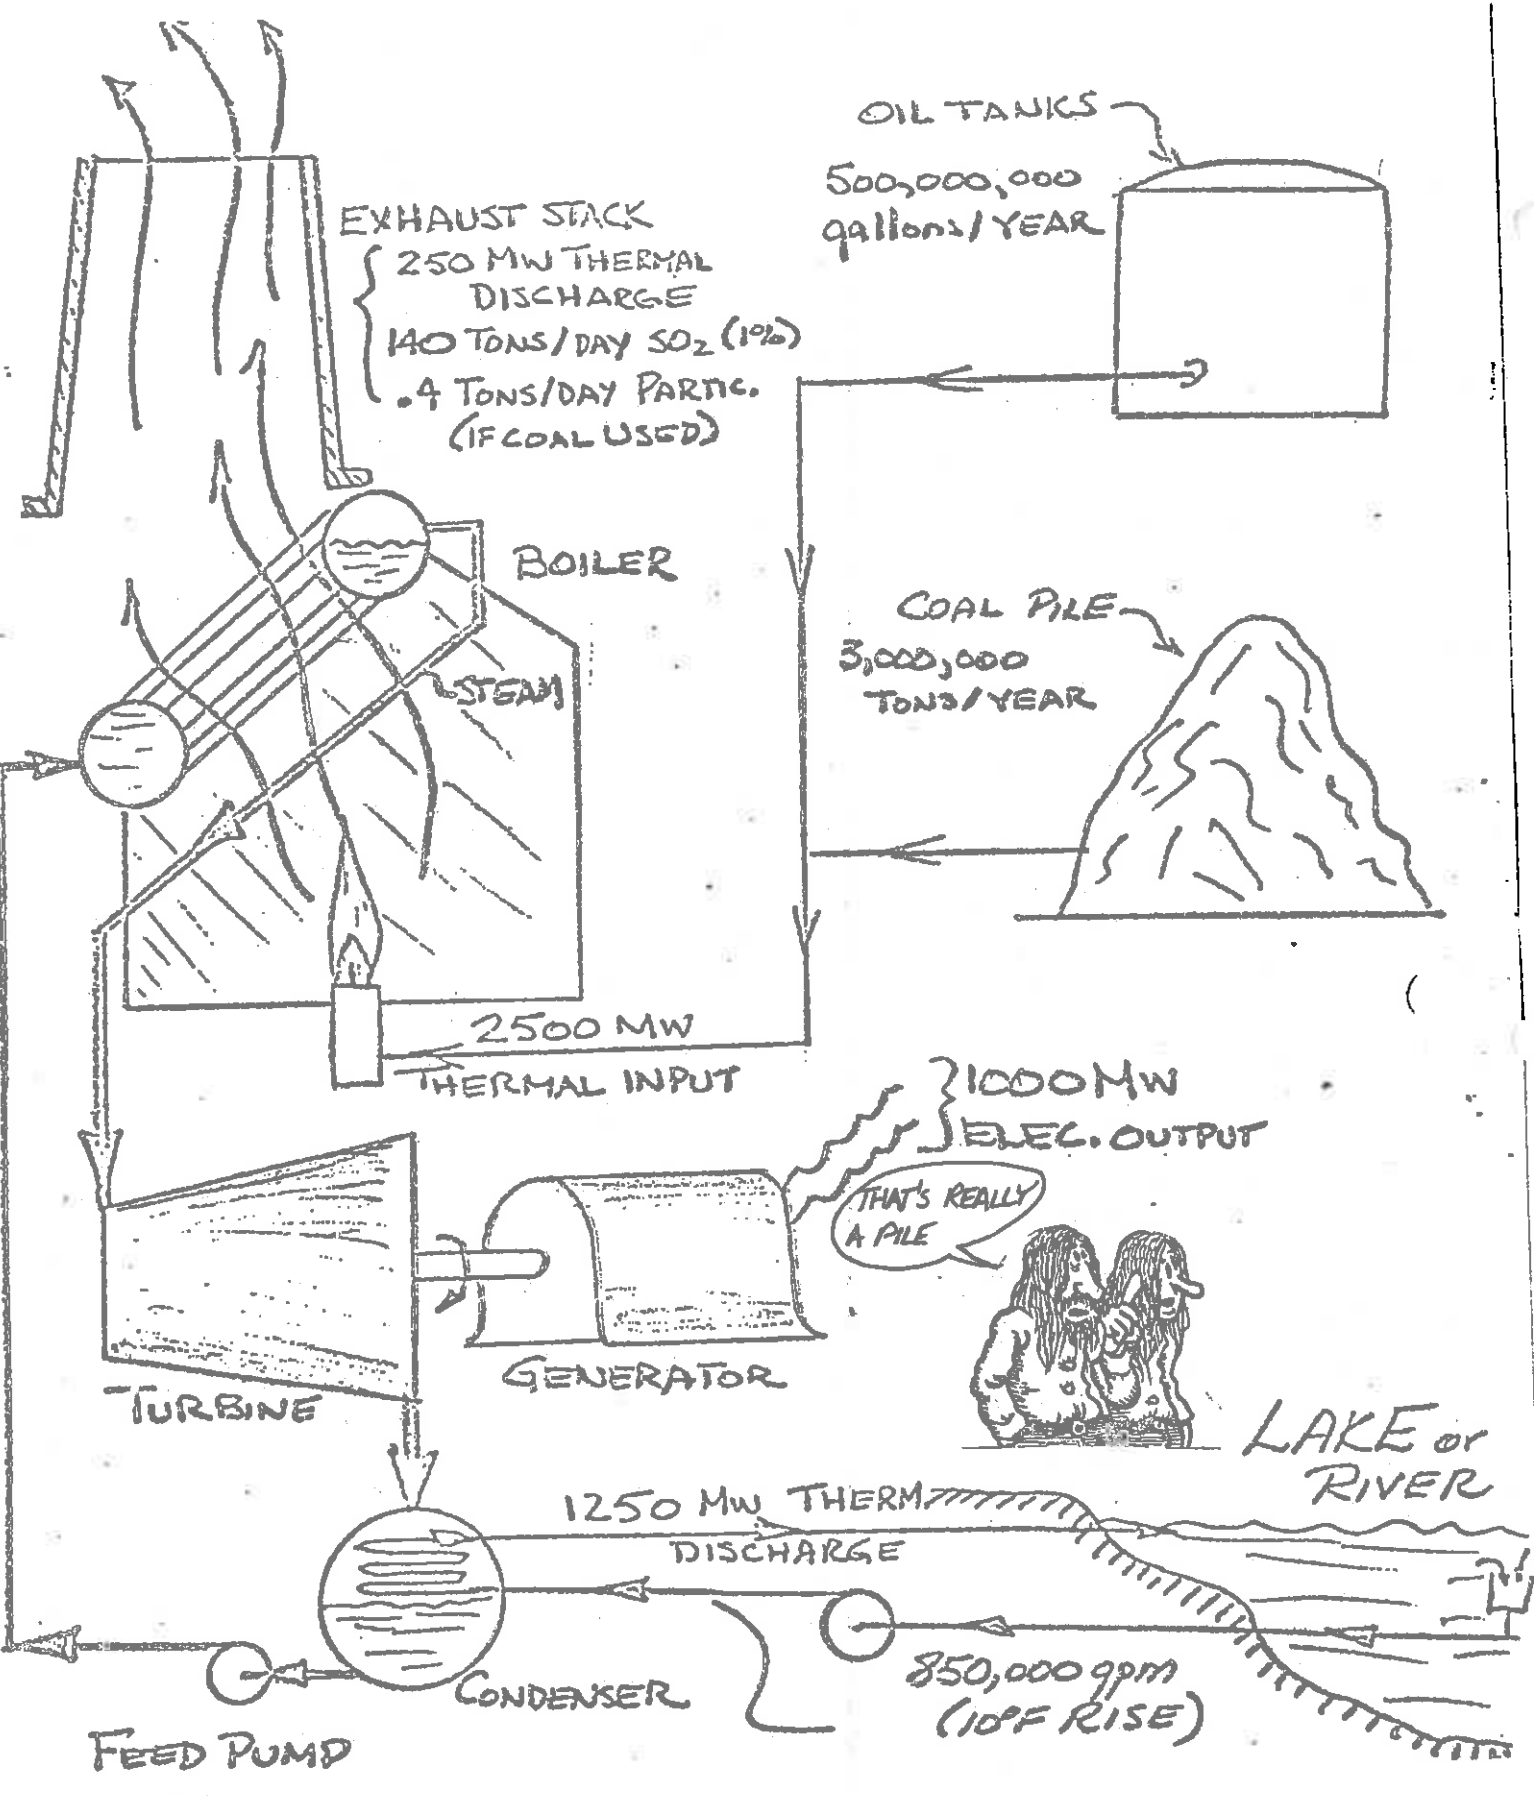 OIL TANKS
500,000,000
gallons/YEAR
EXHAUST STACK
250 MW THERMAL
DISCHARGE
140 TONS/DAY SO2 (1%)
.4 TONS/DAY PARTIC.
(IF COAL USED)
BOILER
STEAM
COAL PILE
3,000,000
TONS/YEAR
2500 MW
THERMAL INPUT
1000 MW
ELEC. OUTPUT
THAT'S REALLY
A PILE
TURBINE
GENERATOR
LAKE or
RIVER
1250 MW THERM
DISCHARGE
850,000 gpm
(10°F RISE)
CONDENSER
FEED PUMP